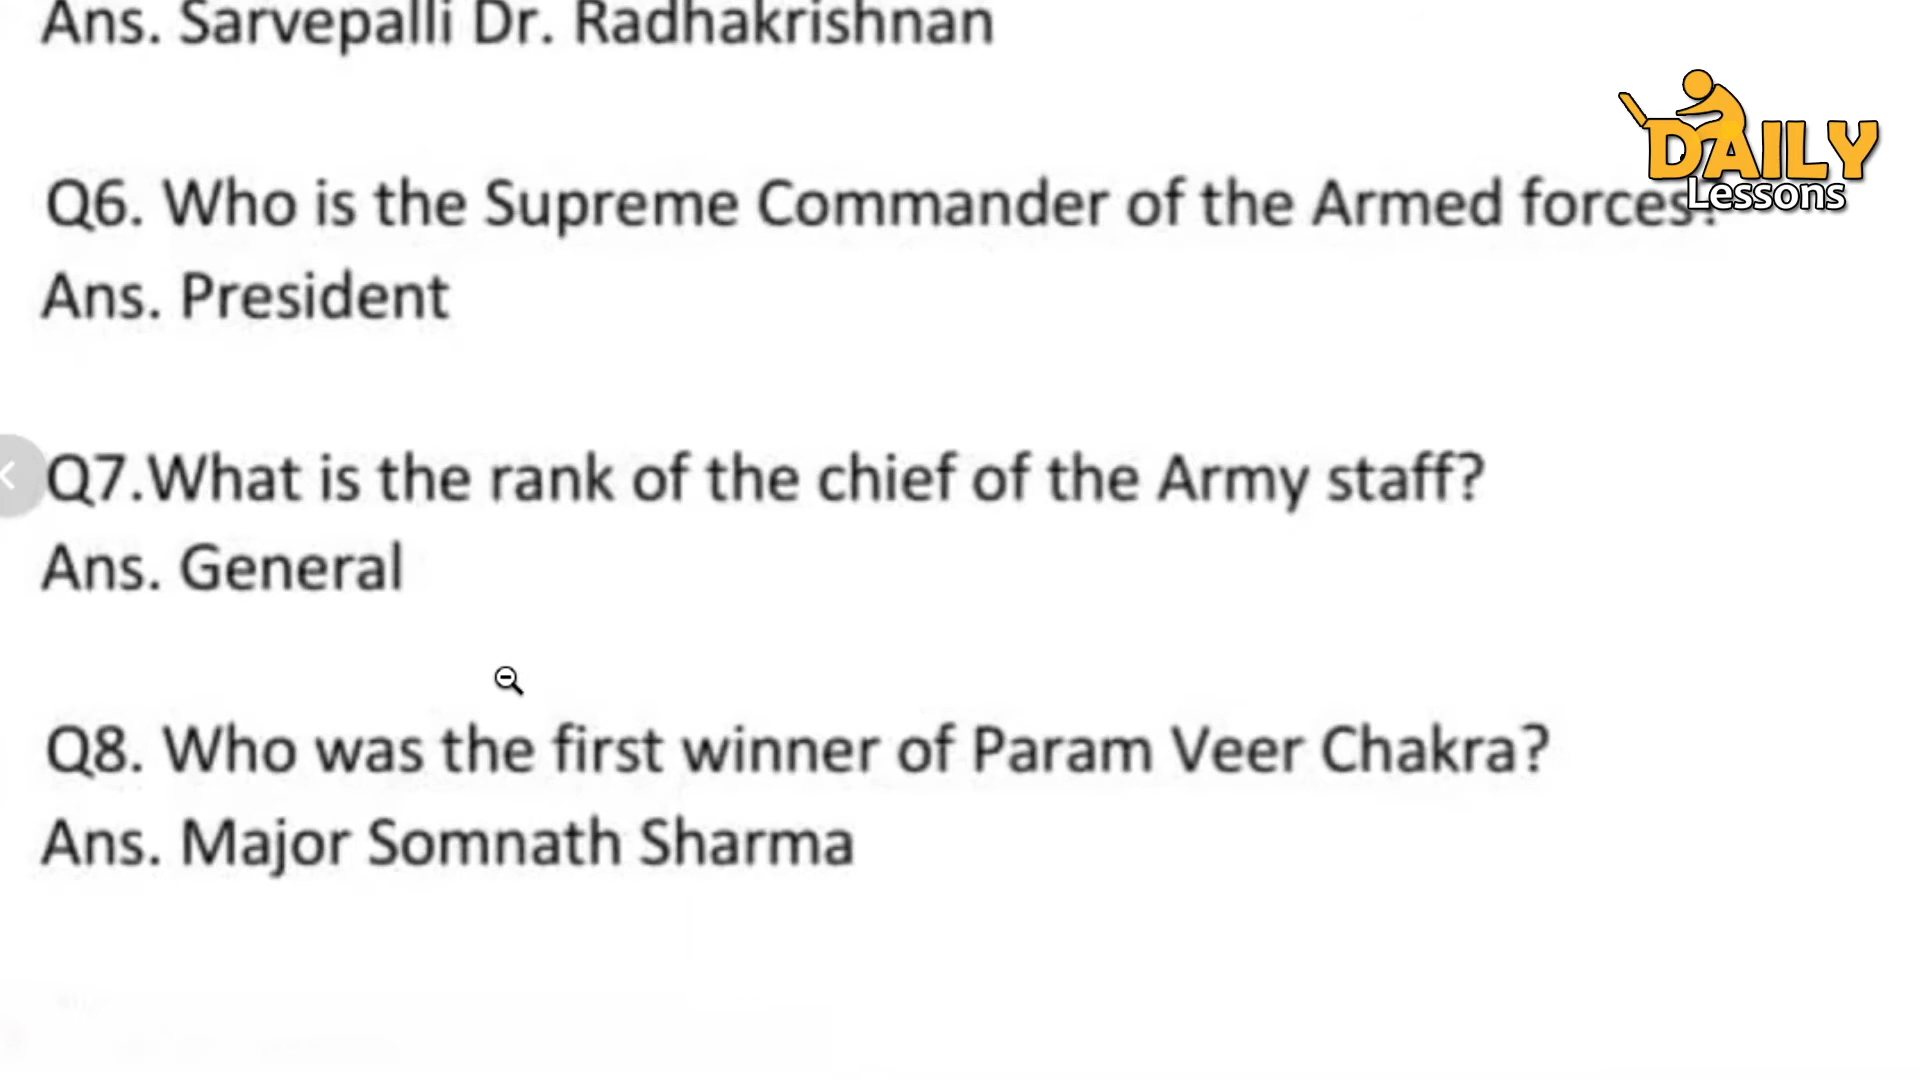 Ans. Sarvepalli Dr. Radhakrishnan
DAILY
Lessons
Q6. Who is the Supreme Commander of the Armed forces?
Ans. President
Q7.What is the rank of the chief of the Army staff?
Ans. General
Q8. Who was the first winner of Param Veer Chakra?
Ans. Major Somnath Sharma